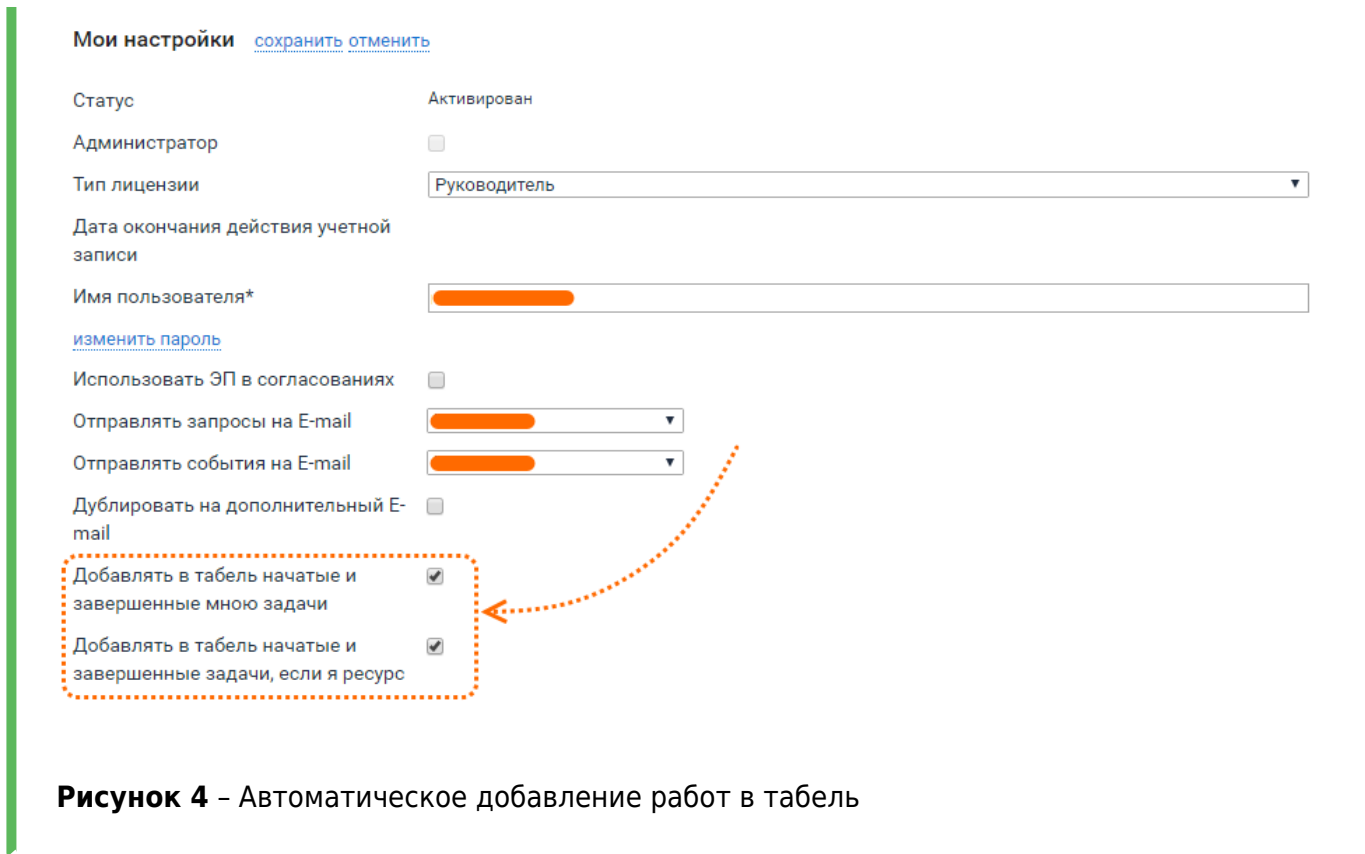 Мои настройки сохранить отменить
Статус Активирован
Администратор
Тип лицензии Руководитель
Дата окончания действия учетной
записи
Имя пользователя*
изменить пароль
Использовать ЭП в согласованиях
Отправлять запросы на E-mail
Отправлять события на E-mail
Дублировать на дополнительный E-
mail
Добавлять в табель начатые и
завершенные мною задачи
Добавлять в табель начатые и
завершенные задачи, если я ресурс
Рисунок 4 – Автоматическое добавление работ в табель